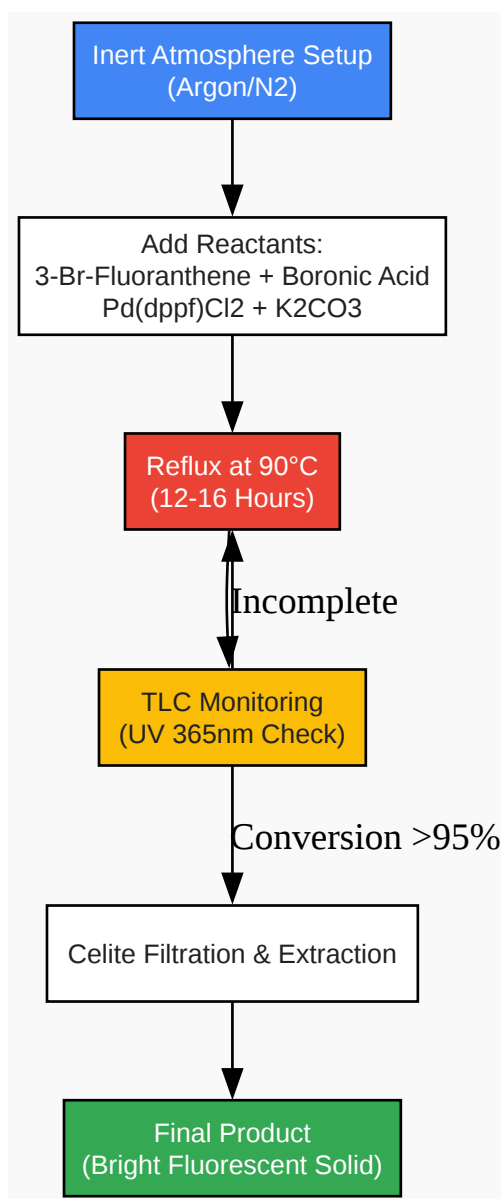 Inert Atmosphere Setup
(Argon/N2)
Add Reactants:
3-Br-Fluoranthene + Boronic Acid
Pd(dppf)Cl2 + K2CO3
Reflux at 90°C
(12-16 Hours)
Incomplete
TLC Monitoring
(UV 365nm Check)
Conversion >95%
Celite Filtration & Extraction
Final Product
(Bright Fluorescent Solid)